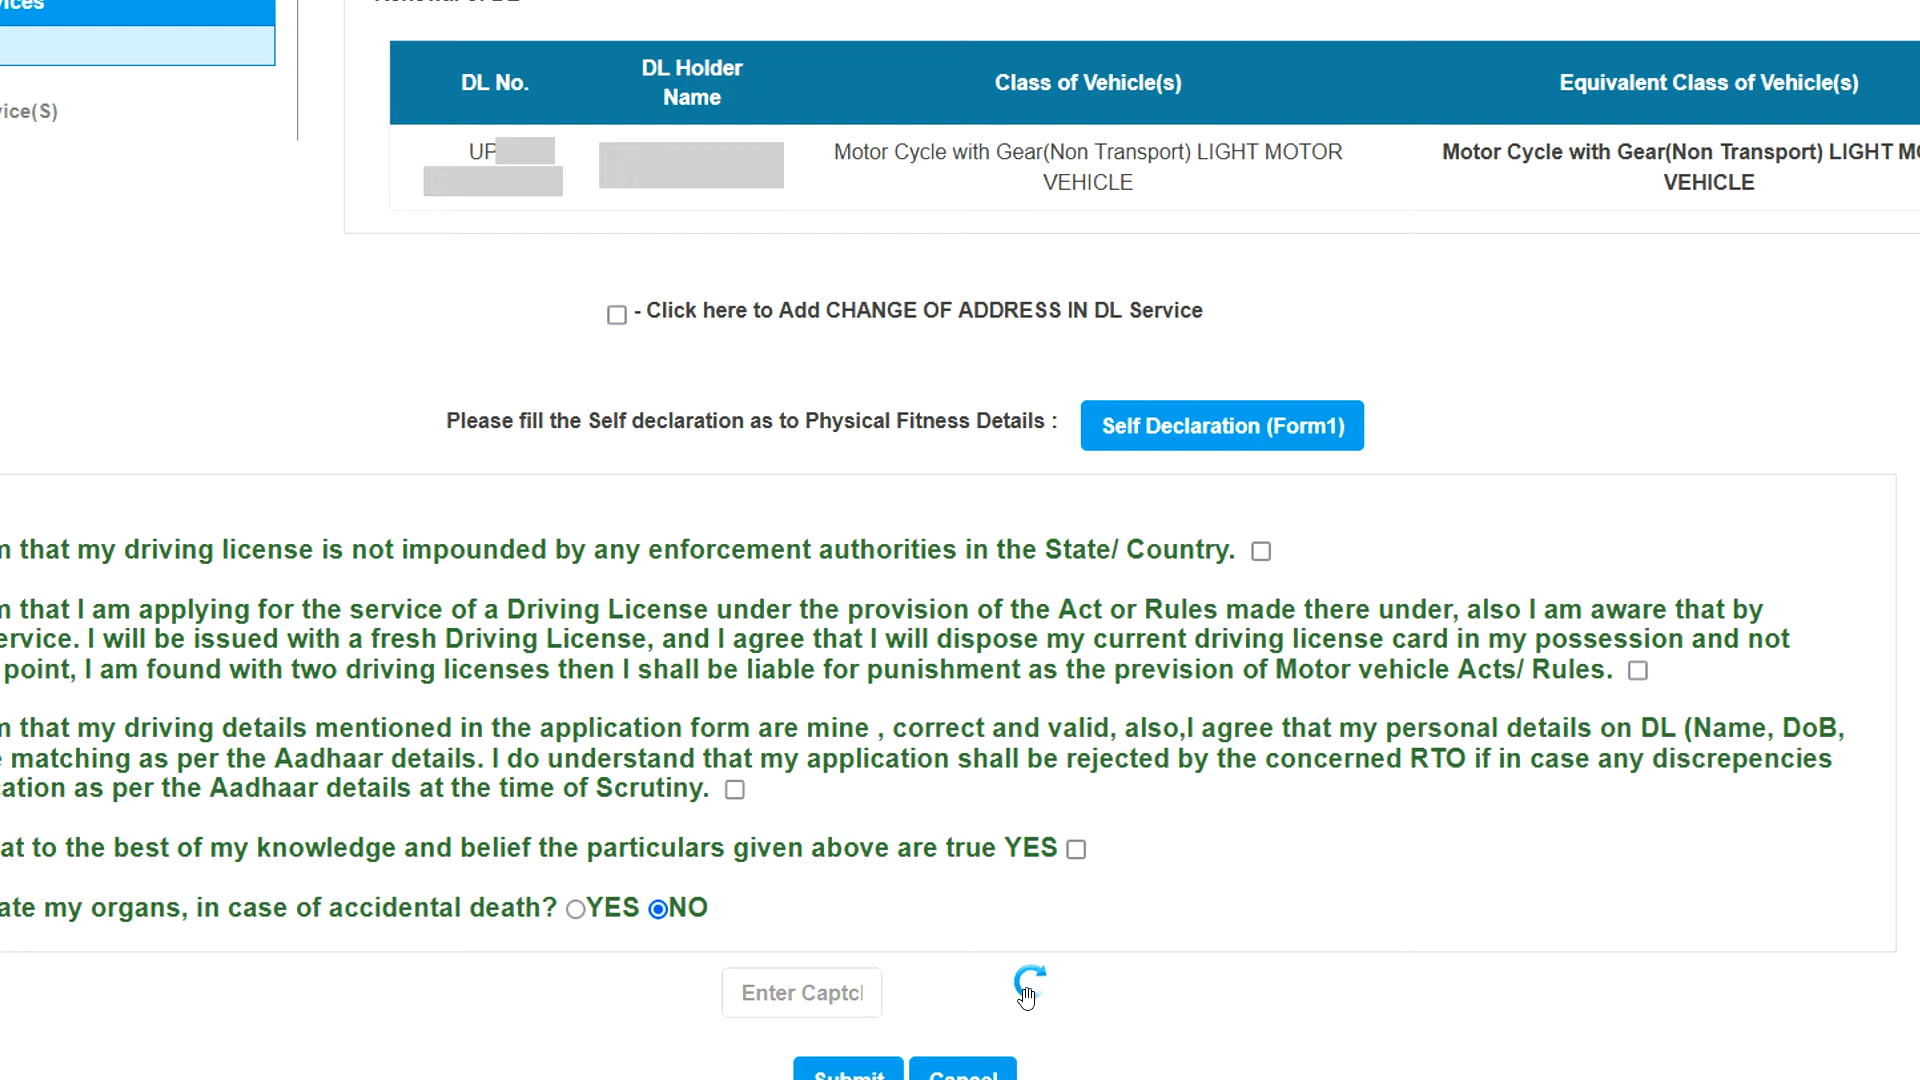 ice(S)
DL No.
DL Holder
Name
Class of Vehicle(s)
Equivalent Class of Vehicle(s)
UP
Motor Cycle with Gear(Non Transport) LIGHT MOTOR
VEHICLE
Motor Cycle with Gear(Non Transport) LIGHT MO
VEHICLE
- Click here to Add CHANGE OF ADDRESS IN DL Service
Please fill the Self declaration as to Physical Fitness Details :
Self Declaration (Form1)
that my driving license is not impounded by any enforcement authorities in the State/ Country.
that I am applying for the service of a Driving License under the provision of the Act or Rules made there under, also I am aware that by
ervice. I will be issued with a fresh Driving License, and I agree that I will dispose my current driving license card in my possession and not
point, I am found with two driving licenses then I shall be liable for punishment as the prevision of Motor vehicle Acts/ Rules.
that my driving details mentioned in the application form are mine , correct and valid, also,I agree that my personal details on DL (Name, DoB,
matching as per the Aadhaar details. I do understand that my application shall be rejected by the concerned RTO if in case any discrepencies
cation as per the Aadhaar details at the time of Scrutiny.
at to the best of my knowledge and belief the particulars given above are true YES
ate my organs, in case of accidental death? YES NO
Enter Captc
Submit
Cancel